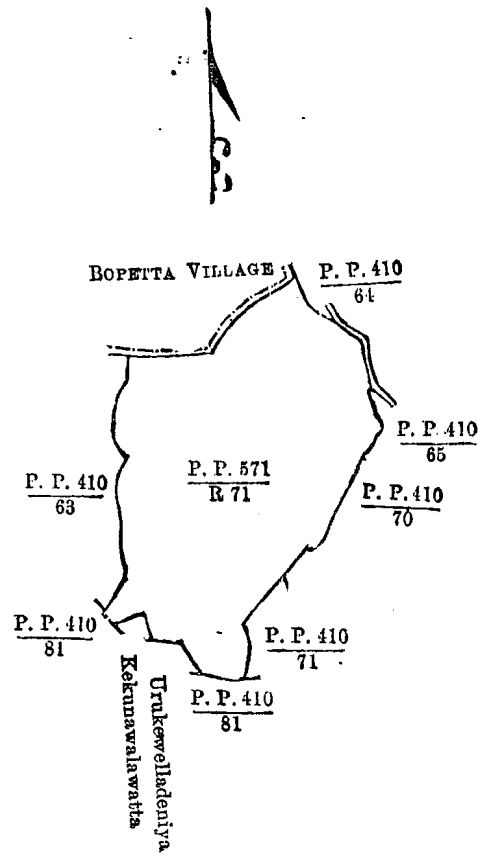 BOPETTA VILLAGE
P. P. 410
64
P. P. 410
65
P. P. 571
R 71
P. P. 410
63
P. P. 410
70
P. P. 410
81
P. P. 410
71
P. P. 410
81
Urukewelladeniya
Kekunawalawatta